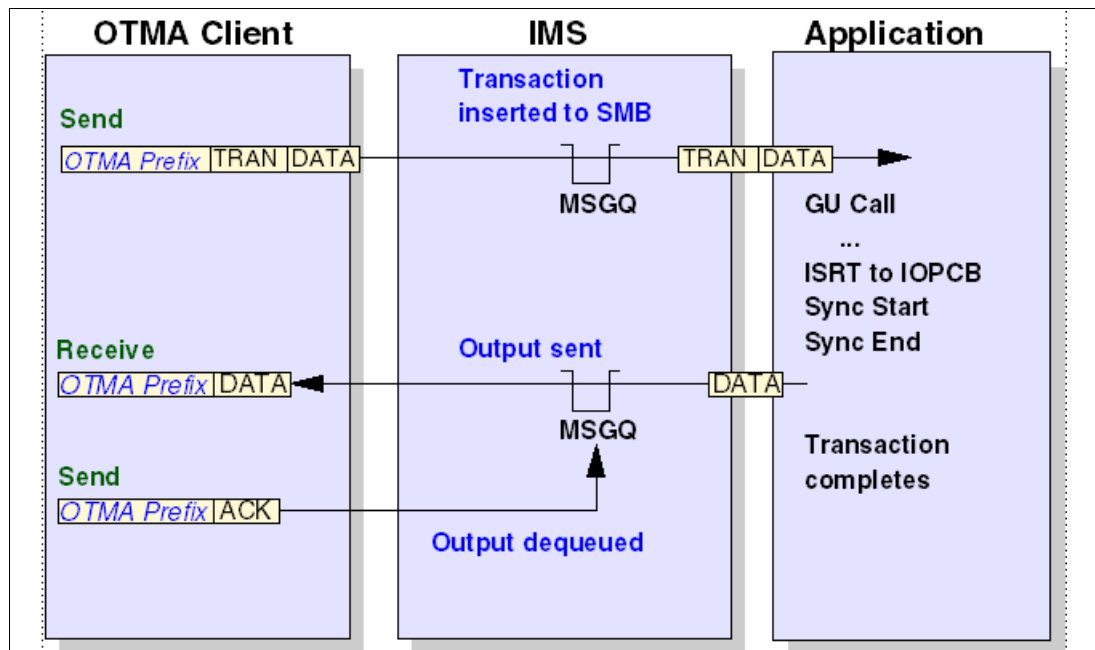 OTMA Client
IMS
Application
Transaction
inserted to SMB
Send
OTMA Prefix TRAN DATA
TRAN DATA
MSGQ
GU Call
...
ISRT to IOPCB
Sync Start
Sync End
Receive
Output sent
OTMA Prefix DATA
DATA
MSGQ
Transaction
completes
Send
OTMA Prefix ACK
Output dequeued